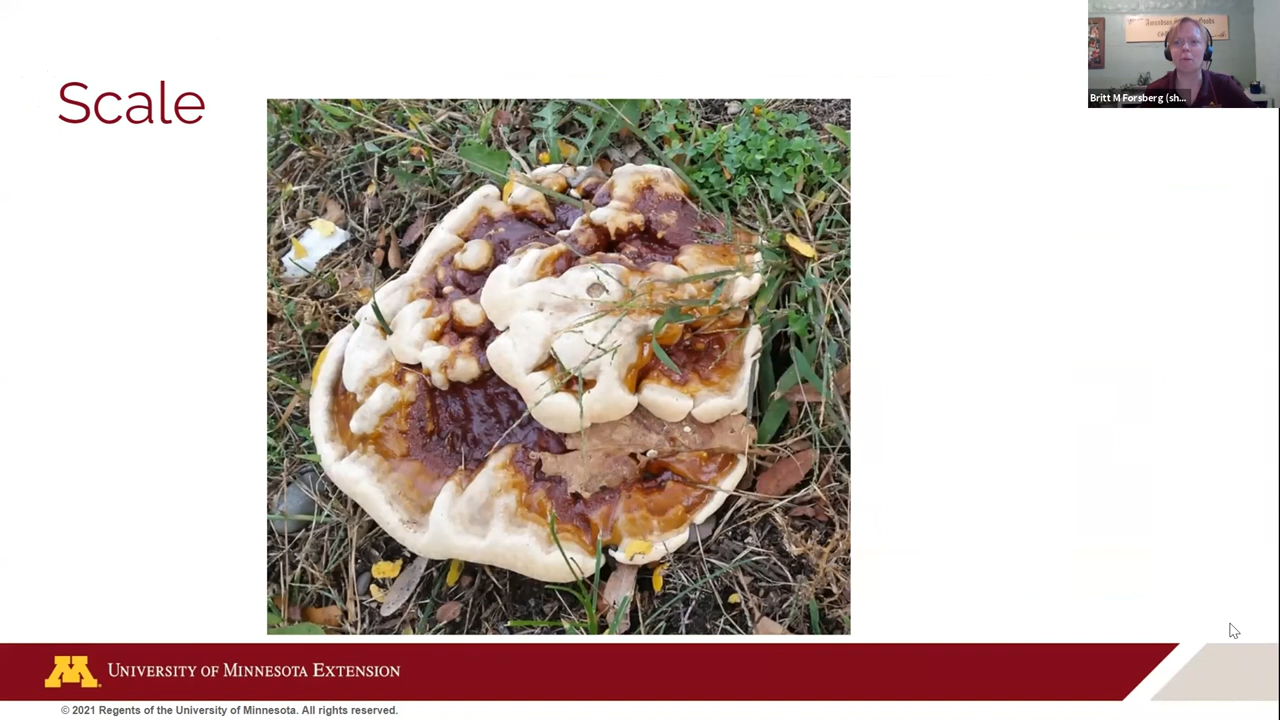 Scale
Britt M Forsberg (sh...
UNIVERSITY OF MINNESOTA EXTENSION
© 2021 Regents of the University of Minnesota. All rights reserved.